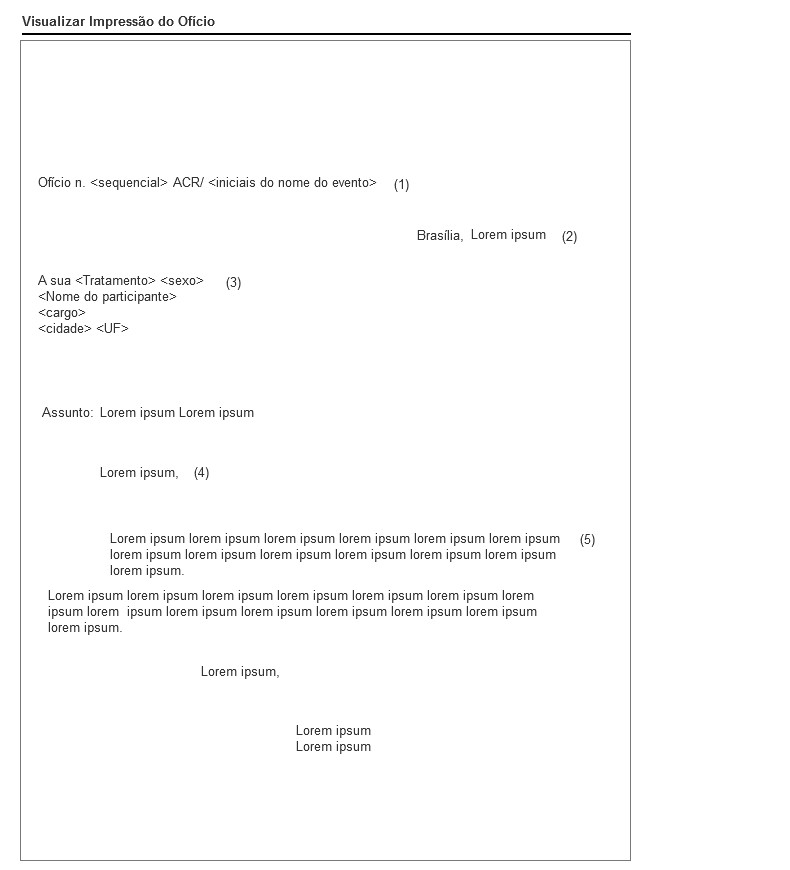 Visualizar Impressão do Ofício
Ofício n. <sequencial> ACR/ <iniciais do nome do evento> (1)
Brasília, Lorem ipsum (2)
A sua <Tratamento> <sexo> (3)
<Nome do participante>
<cargo>
<cidade> <UF>
Assunto: Lorem ipsum Lorem ipsum
Lorem ipsum, (4)
Lorem ipsum lorem ipsum lorem ipsum lorem ipsum lorem ipsum lorem ipsum (5)
lorem ipsum lorem ipsum lorem ipsum lorem ipsum lorem ipsum lorem ipsum
lorem ipsum.
Lorem ipsum lorem ipsum lorem ipsum lorem ipsum lorem ipsum lorem ipsum lorem
ipsum lorem ipsum lorem ipsum lorem ipsum lorem ipsum lorem ipsum lorem ipsum
lorem ipsum.
Lorem ipsum,
Lorem ipsum
Lorem ipsum